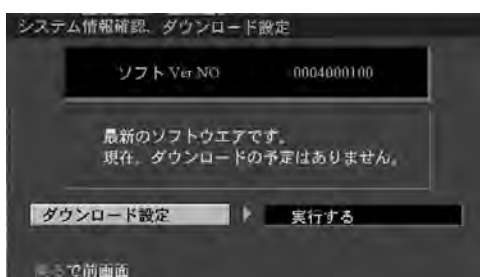 システム情報確認、ダウンロード設定
ソフト Ver NO 0004000100
最新のソフトウエアです。
現在、ダウンロードの予定はありません。
ダウンロード設定 実行する
で前画面